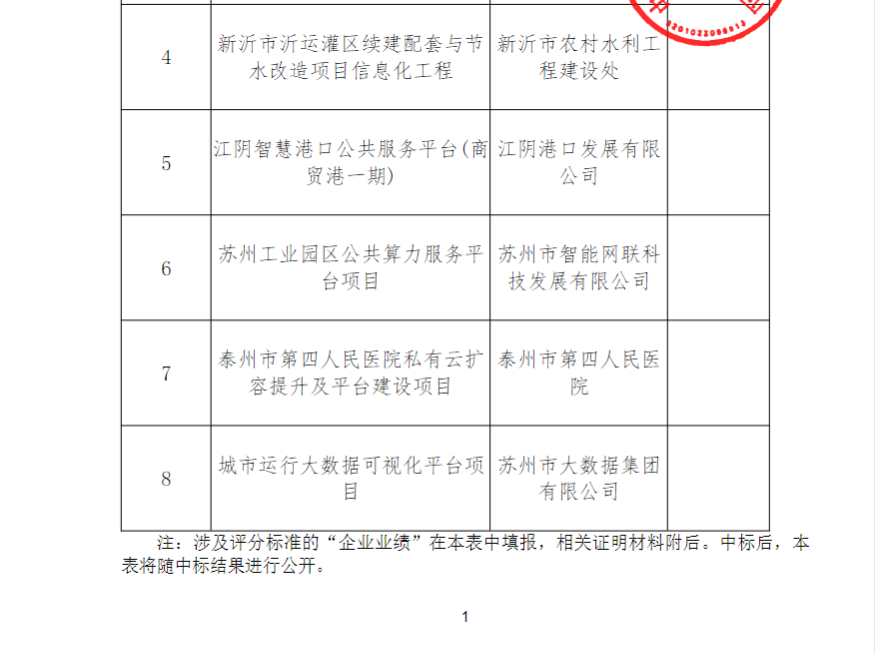 4
新沂市沂运灌区续建配套与节
水改造项目信息化工程
新沂市农村水利工
程建设处
5
江阴智慧港口公共服务平台(商
贸港一期)
江阴港口发展有限
公司
6
苏州工业园区公共算力服务平
台项目
苏州市智能网联科
技发展有限公司
7
泰州市第四人民医院私有云扩
容提升及平台建设项目
泰州市第四人民医
院
8
城市运行大数据可视化平台项
目
苏州市大数据集团
有限公司
注：涉及评分标准的“企业业绩”在本表中填报，相关证明材料附后。中标后，本
表将随中标结果进行公开。
1